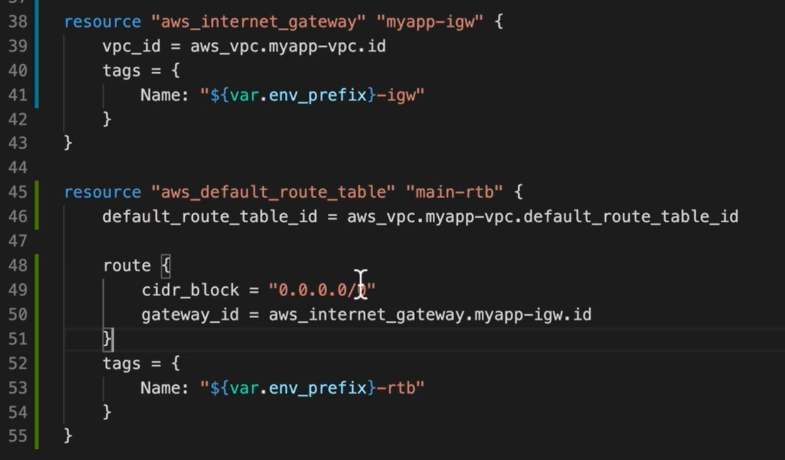 38 resource "aws_internet_gateway" "myapp-igw" {
39 vpc_id = aws_vpc.myapp-vpc.id
40 tags = {
41 Name: "${var.env_prefix}-igw"
42 }
43 }
44
45 resource "aws_default_route_table" "main-rtb" {
46 default_route_table_id = aws_vpc.myapp-vpc.default_route_table_id
47
48 route {
49 cidr_block = "0.0.0.0/0"
50 gateway_id = aws_internet_gateway.myapp-igw.id
51 }
52 tags = {
53 Name: "${var.env_prefix}-rtb"
54 }
55 }